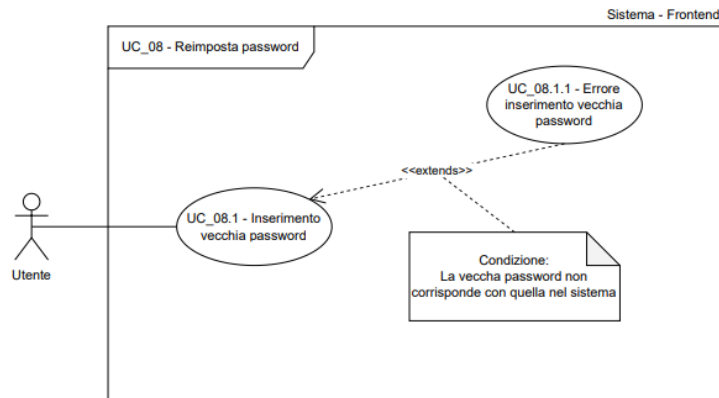 Sistema - Frontend
UC_08 - Reimposta password
UC_08.1.1 - Errore
inserimento vecchia
password
<<extends>>
UC_08.1 - Inserimento
vecchia password
Utente
Condizione:
La veccha password non
corrisponde con quella nel sistema